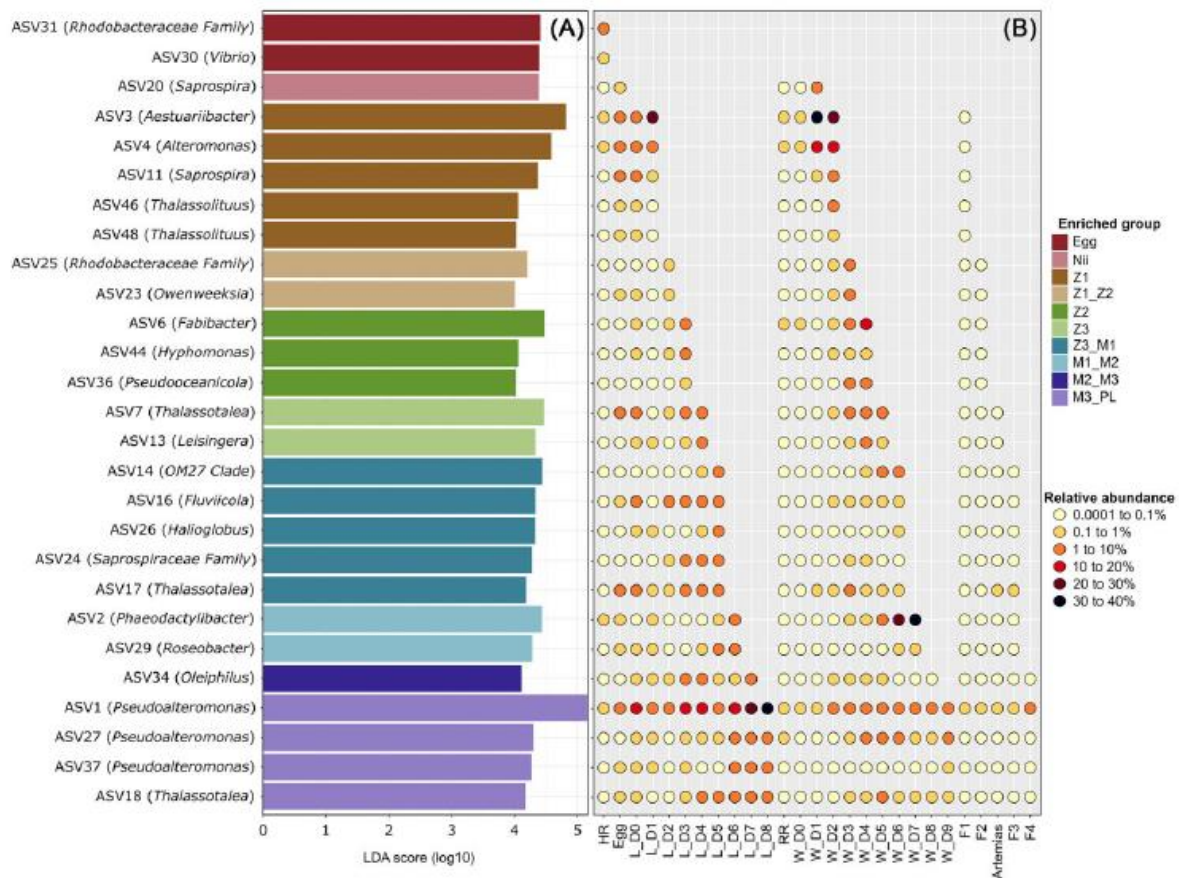 (A)
(B)
ASV31 (Rhodobacteraceae Family)
ASV30 (Vibrio)
ASV20 (Saprospira)
ASV3 (Aestuariibacter)
ASV4 (Alteromonas)
ASV11 (Saprospira)
ASV46 (Thalassolituus)
ASV48 (Thalassolituus)
ASV25 (Rhodobacteraceae Family)
ASV23 (Owenweeksia)
ASV6 (Fabibacter)
ASV44 (Hyphomonas)
ASV36 (Pseudooceanicola)
ASV7 (Thalassotalea)
ASV13 (Leisingera)
ASV14 (OM27 Clade)
ASV16 (Fluviicola)
ASV26 (Halioglobus)
ASV24 (Saprospiraceae Family)
ASV17 (Thalassotalea)
ASV2 (Phaeodactylibacter)
ASV29 (Roseobacter)
ASV34 (Oleiphilus)
ASV1 (Pseudoalteromonas)
ASV27 (Pseudoalteromonas)
ASV37 (Pseudoalteromonas)
ASV18 (Thalassotalea)
0 1 2 3 4 5
LDA score (log10)
HR
Egg
L_D0
L_D1
L_D2
L_D3
L_D4
L_D5
L_D6
L_D7
L_D8
RR
W_D0
W_D1
W_D2
W_D3
W_D4
W_D5
W_D6
W_D7
W_D8
W_D9
F1
F2
Artemias
F3
F4
Enriched group
Egg
Nii
Z1
Z1_Z2
Z2
Z3
Z3_M1
M1_M2
M2_M3
M3_PL
Relative abundance
0.0001 to 0.1%
0.1 to 1%
1 to 10%
10 to 20%
20 to 30%
30 to 40%